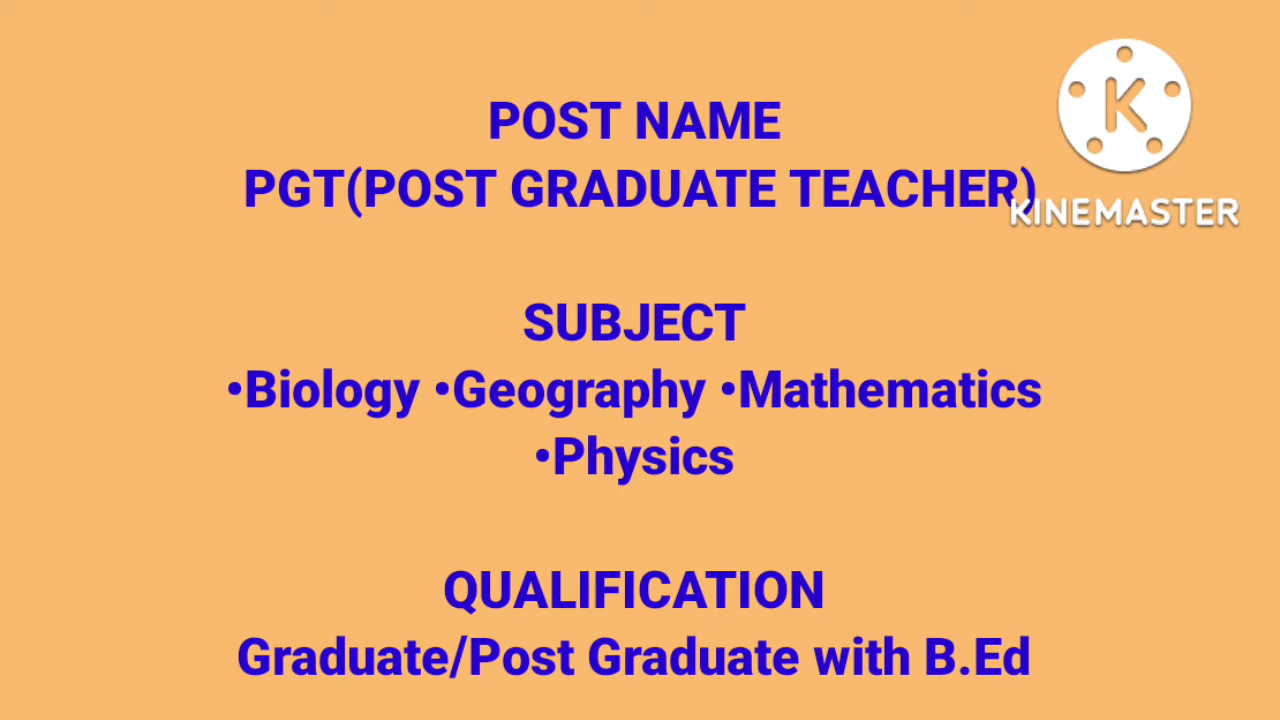 POST NAME
PGT(POST GRADUATE TEACHER)
KINEMASTER
SUBJECT
•Biology •Geography •Mathematics
•Physics
QUALIFICATION
Graduate/Post Graduate with B.Ed